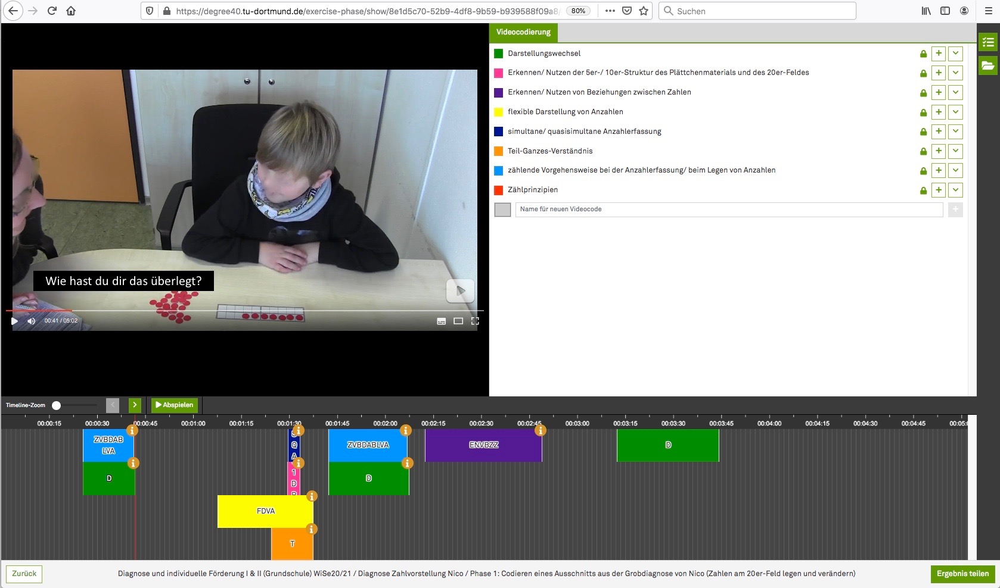 https://degree40.tu-dortmund.de/exercise-phase/show/8e1d5c70-52b9-4df8-9b59-b939588f09a8/
80%
Suchen
Videocodierung
Darstellungswechsel
Erkennen/ Nutzen der 5er-/ 10er-Struktur des Plättchenmaterials und des 20er-Feldes
Erkennen/ Nutzen von Beziehungen zwischen Zahlen
flexible Darstellung von Anzahlen
simultane/ quasisimultane Anzahlerfassung
Teil-Ganzes-Verständnis
zählende Vorgehensweise bei der Anzahlerfassung/ beim Legen von Anzahlen
Zählprinzipien
Name für neuen Videocode
Wie hast du dir das überlegt?
00:41 / 05:02
Timeline-Zoom
Abspielen
00:00:15 00:00:30 00:00:45 00:01:00 00:01:15 00:01:30 00:01:45 00:02:00 00:02:15 00:02:30 00:02:45 00:03:00 00:03:15 00:03:30 00:03:45 00:04:00 00:04:15 00:04:30 00:04:45
ZVBDAB
LVA
Q
A
ZVBDABLVA
ENVBZZ
D
D
1
D
D
FDVA
T
Zurück
Diagnose und individuelle Förderung I & II (Grundschule) WiSe20/21 / Diagnose Zahlvorstellung Nico / Phase 1: Codieren eines Ausschnitts aus der Grobdiagnose von Nico (Zahlen am 20er-Feld legen und verändern)
Ergebnis teilen